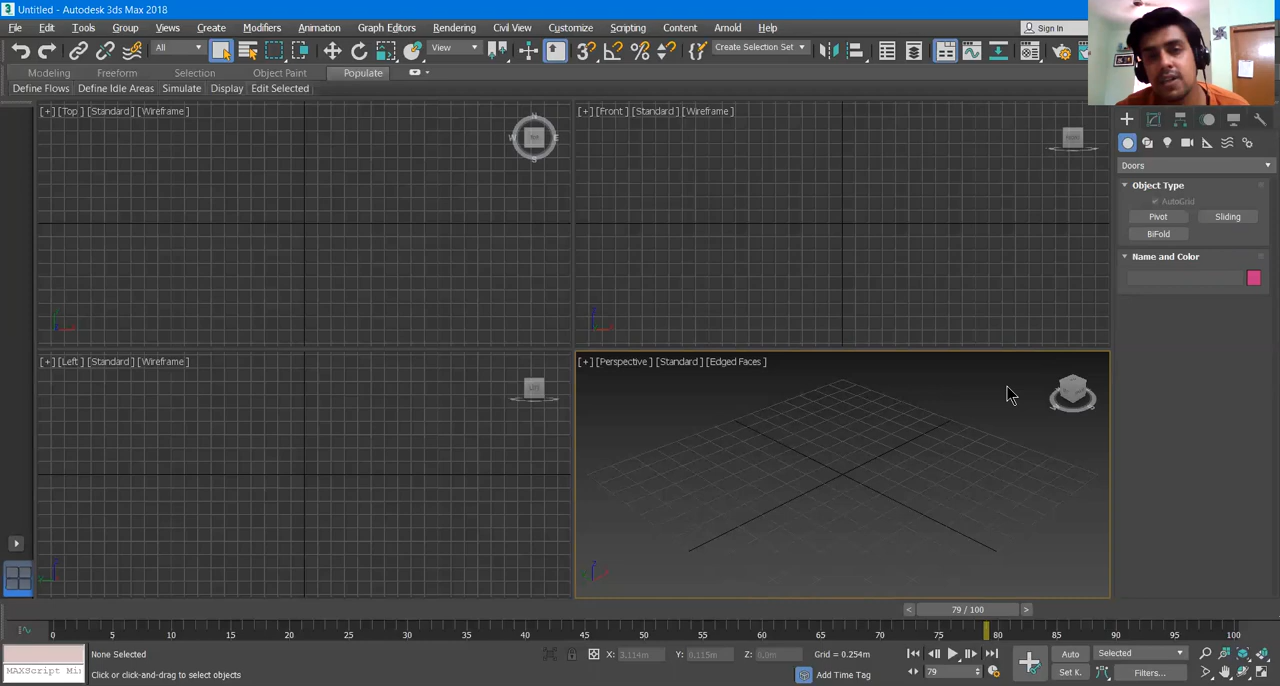 Untitled - Autodesk 3ds Max 2018
File Edit Tools Group Views Create Modifiers Animation Graph Editors Rendering Civil View Customize Scripting Content Arnold Help Sign In
All View Create Selection Set
Modeling Freeform Selection Object Paint Populate
Define Flows Define Idle Areas Simulate Display Edit Selected
[+] [Top ] [Standard ] [Wireframe ]
[+] [Front ] [Standard ] [Wireframe ]
N
W E
S
Doors
Object Type
AutoGrid
Pivot Sliding
BiFold
Name and Color
[+] [Left ] [Standard ] [Wireframe ]
[+] [Perspective ] [Standard ] [Edged Faces ]
< 79 / 100 >
0 5 10 15 20 25 30 35 40 45 50 55 60 65 70 75 80 85 90 95 100
None Selected X: 3.114m Y: 0.115m Z: 0.0m Grid = 0.254m Auto Selected
MAXScript Mi
Click or click-and-drag to select objects Add Time Tag 79 Set K. Filters...